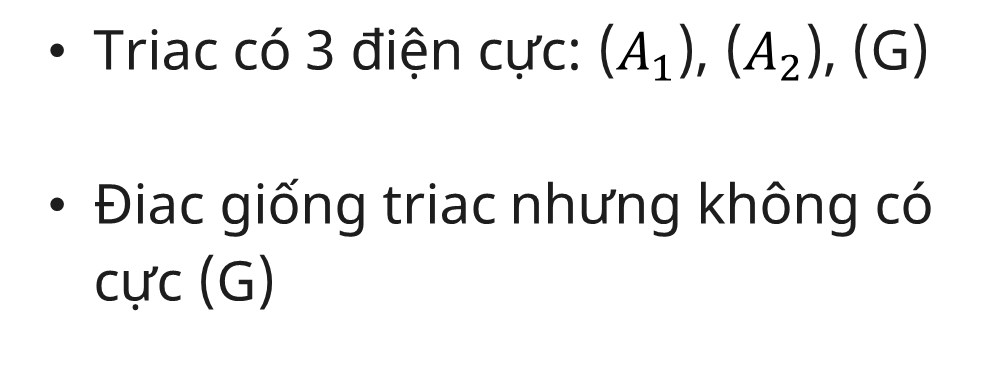 • Triac có 3 điện cực: (A₁), (A₂), (G)
• Điac giống triac nhưng không có
cực (G)